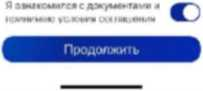 Я ознакомился с документами и
принимаю условия соглашения
Продолжить